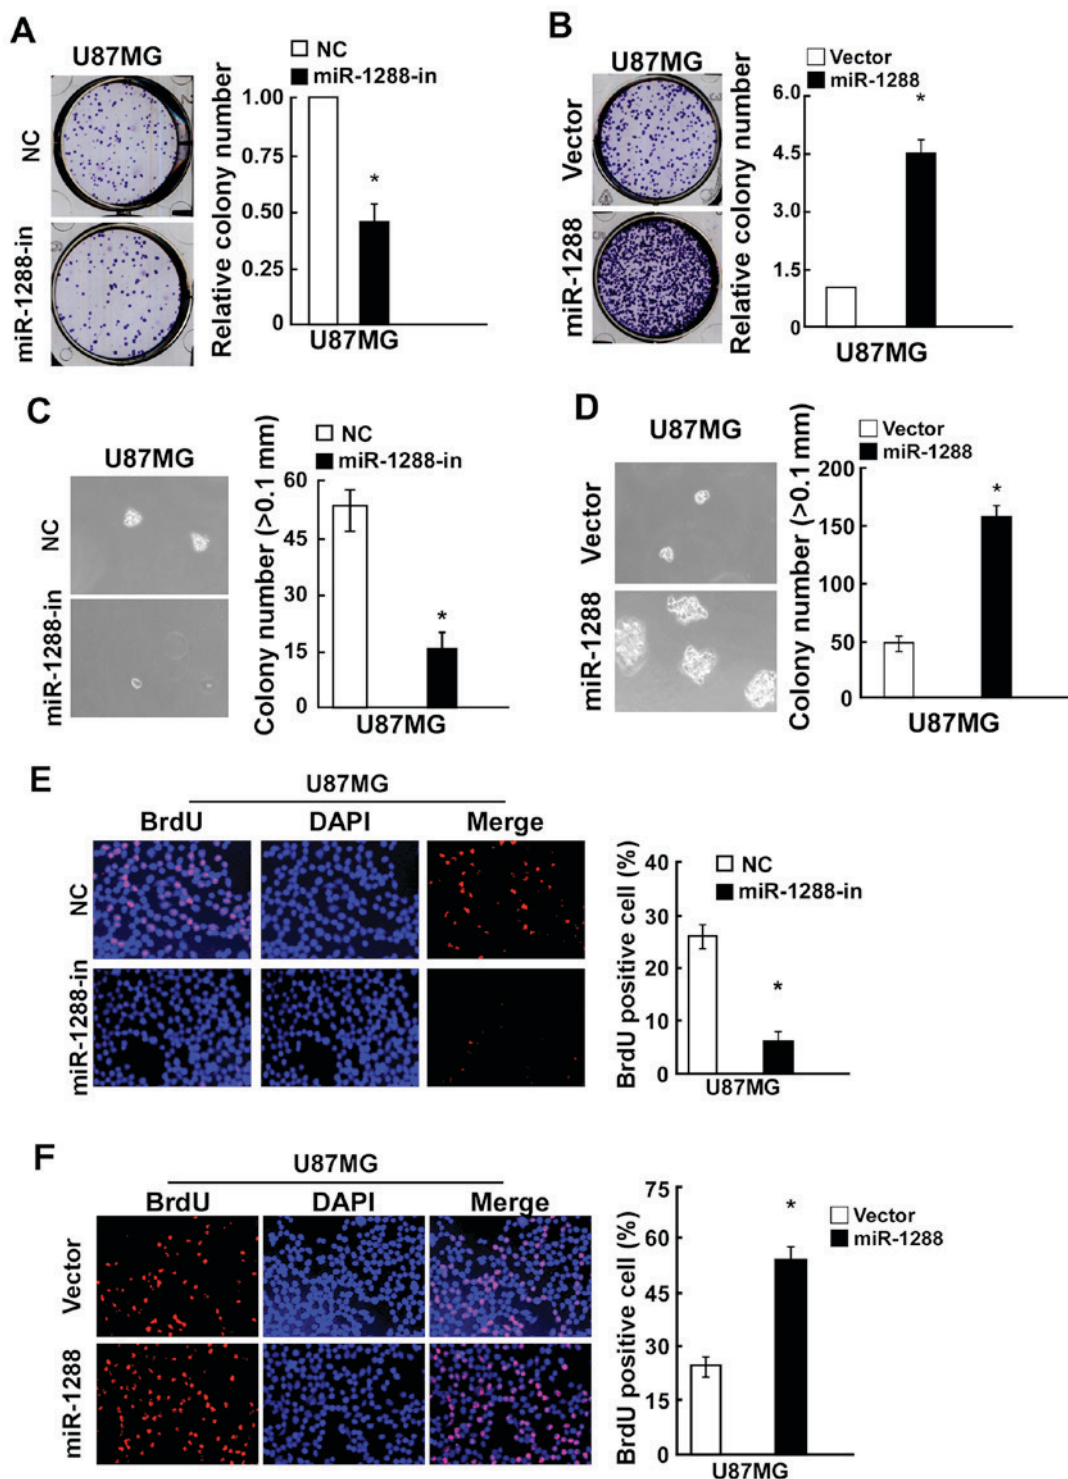 A
U87MG
NC
miR-1288-in
NC
miR-1288-in
Relative colony number
1.00
0.75
0.50
0.25
0
*
U87MG
B
U87MG
Vector
miR-1288
Vector
miR-1288
Relative colony number
6.0
4.5
3.0
1.5
0
*
U87MG
C
U87MG
NC
miR-1288-in
NC
miR-1288-in
Colony number (>0.1 mm)
60
45
30
15
0
*
U87MG
D
U87MG
Vector
miR-1288
Vector
miR-1288
Colony number (>0.1 mm)
200
150
100
50
0
*
U87MG
E
U87MG
BrdU DAPI Merge
NC
miR-1288-in
NC
miR-1288-in
BrdU positive cell (%)
40
30
20
10
0
*
U87MG
F
U87MG
BrdU DAPI Merge
Vector
miR-1288
Vector
miR-1288
BrdU positive cell (%)
75
60
45
30
15
0
*
U87MG